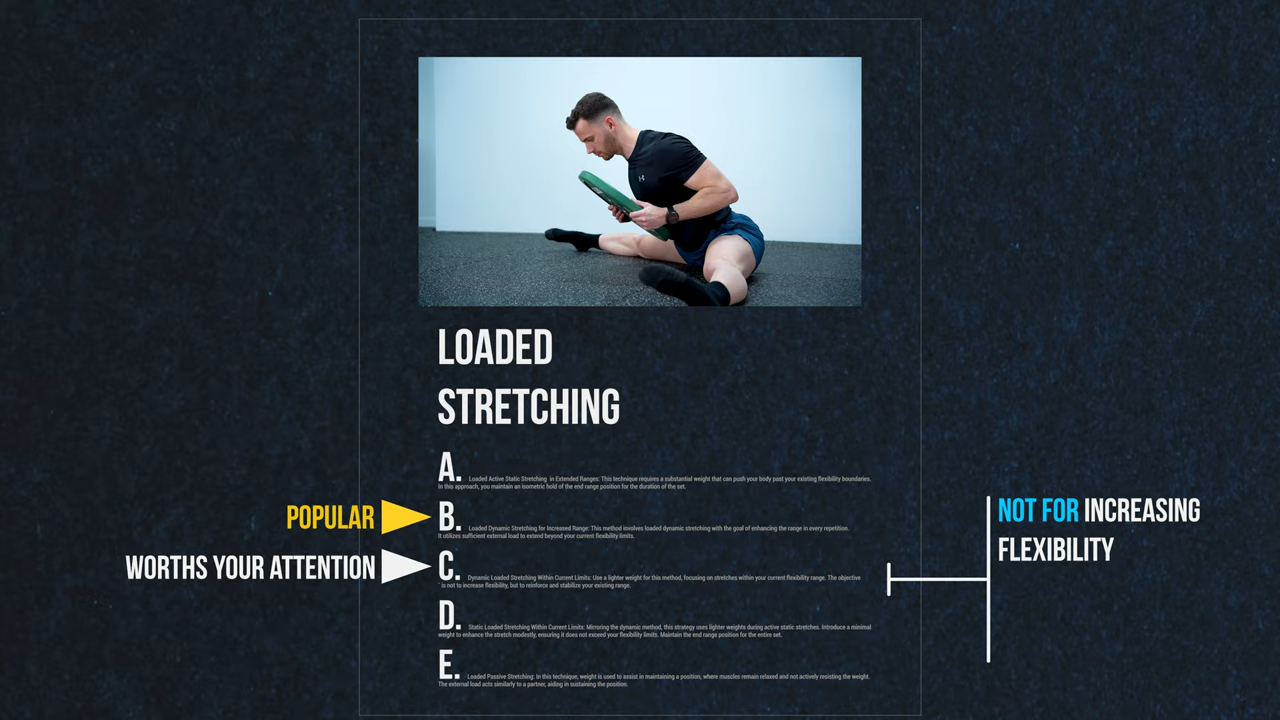 LOADED
STRETCHING
A. Loaded Active Static Stretching in Extended Ranges: This technique requires a substantial weight that can push your body past your existing flexibility boundaries.
In this approach, you maintain an isometric hold of the end range position for the duration of the set.
POPULAR
B. Loaded Dynamic Stretching for Increased Range: This method involves loaded dynamic stretching with the goal of enhancing the range in every repetition.
It utilizes sufficient external load to extend beyond your current flexibility limits.
WORTHS YOUR ATTENTION
C. Dynamic Loaded Stretching Within Current Limits: Use a lighter weight for this method, focusing on stretches within your current flexibility range. The objective
is not to increase flexibility, but to reinforce and stabilize your existing range.
NOT FOR INCREASING
FLEXIBILITY
D. Static Loaded Stretching Within Current Limits: Mirroring the dynamic method, this strategy uses lighter weights during active static stretches. Introduce a minimal
weight to enhance the stretch modestly, ensuring it does not exceed your flexibility limits. Maintain the end range position for the entire set.
E. Loaded Passive Stretching: In this technique, weight is used to assist in maintaining a position, where muscles remain relaxed and not actively resisting the weight.
The external load acts similarly to a partner, aiding in sustaining the position.